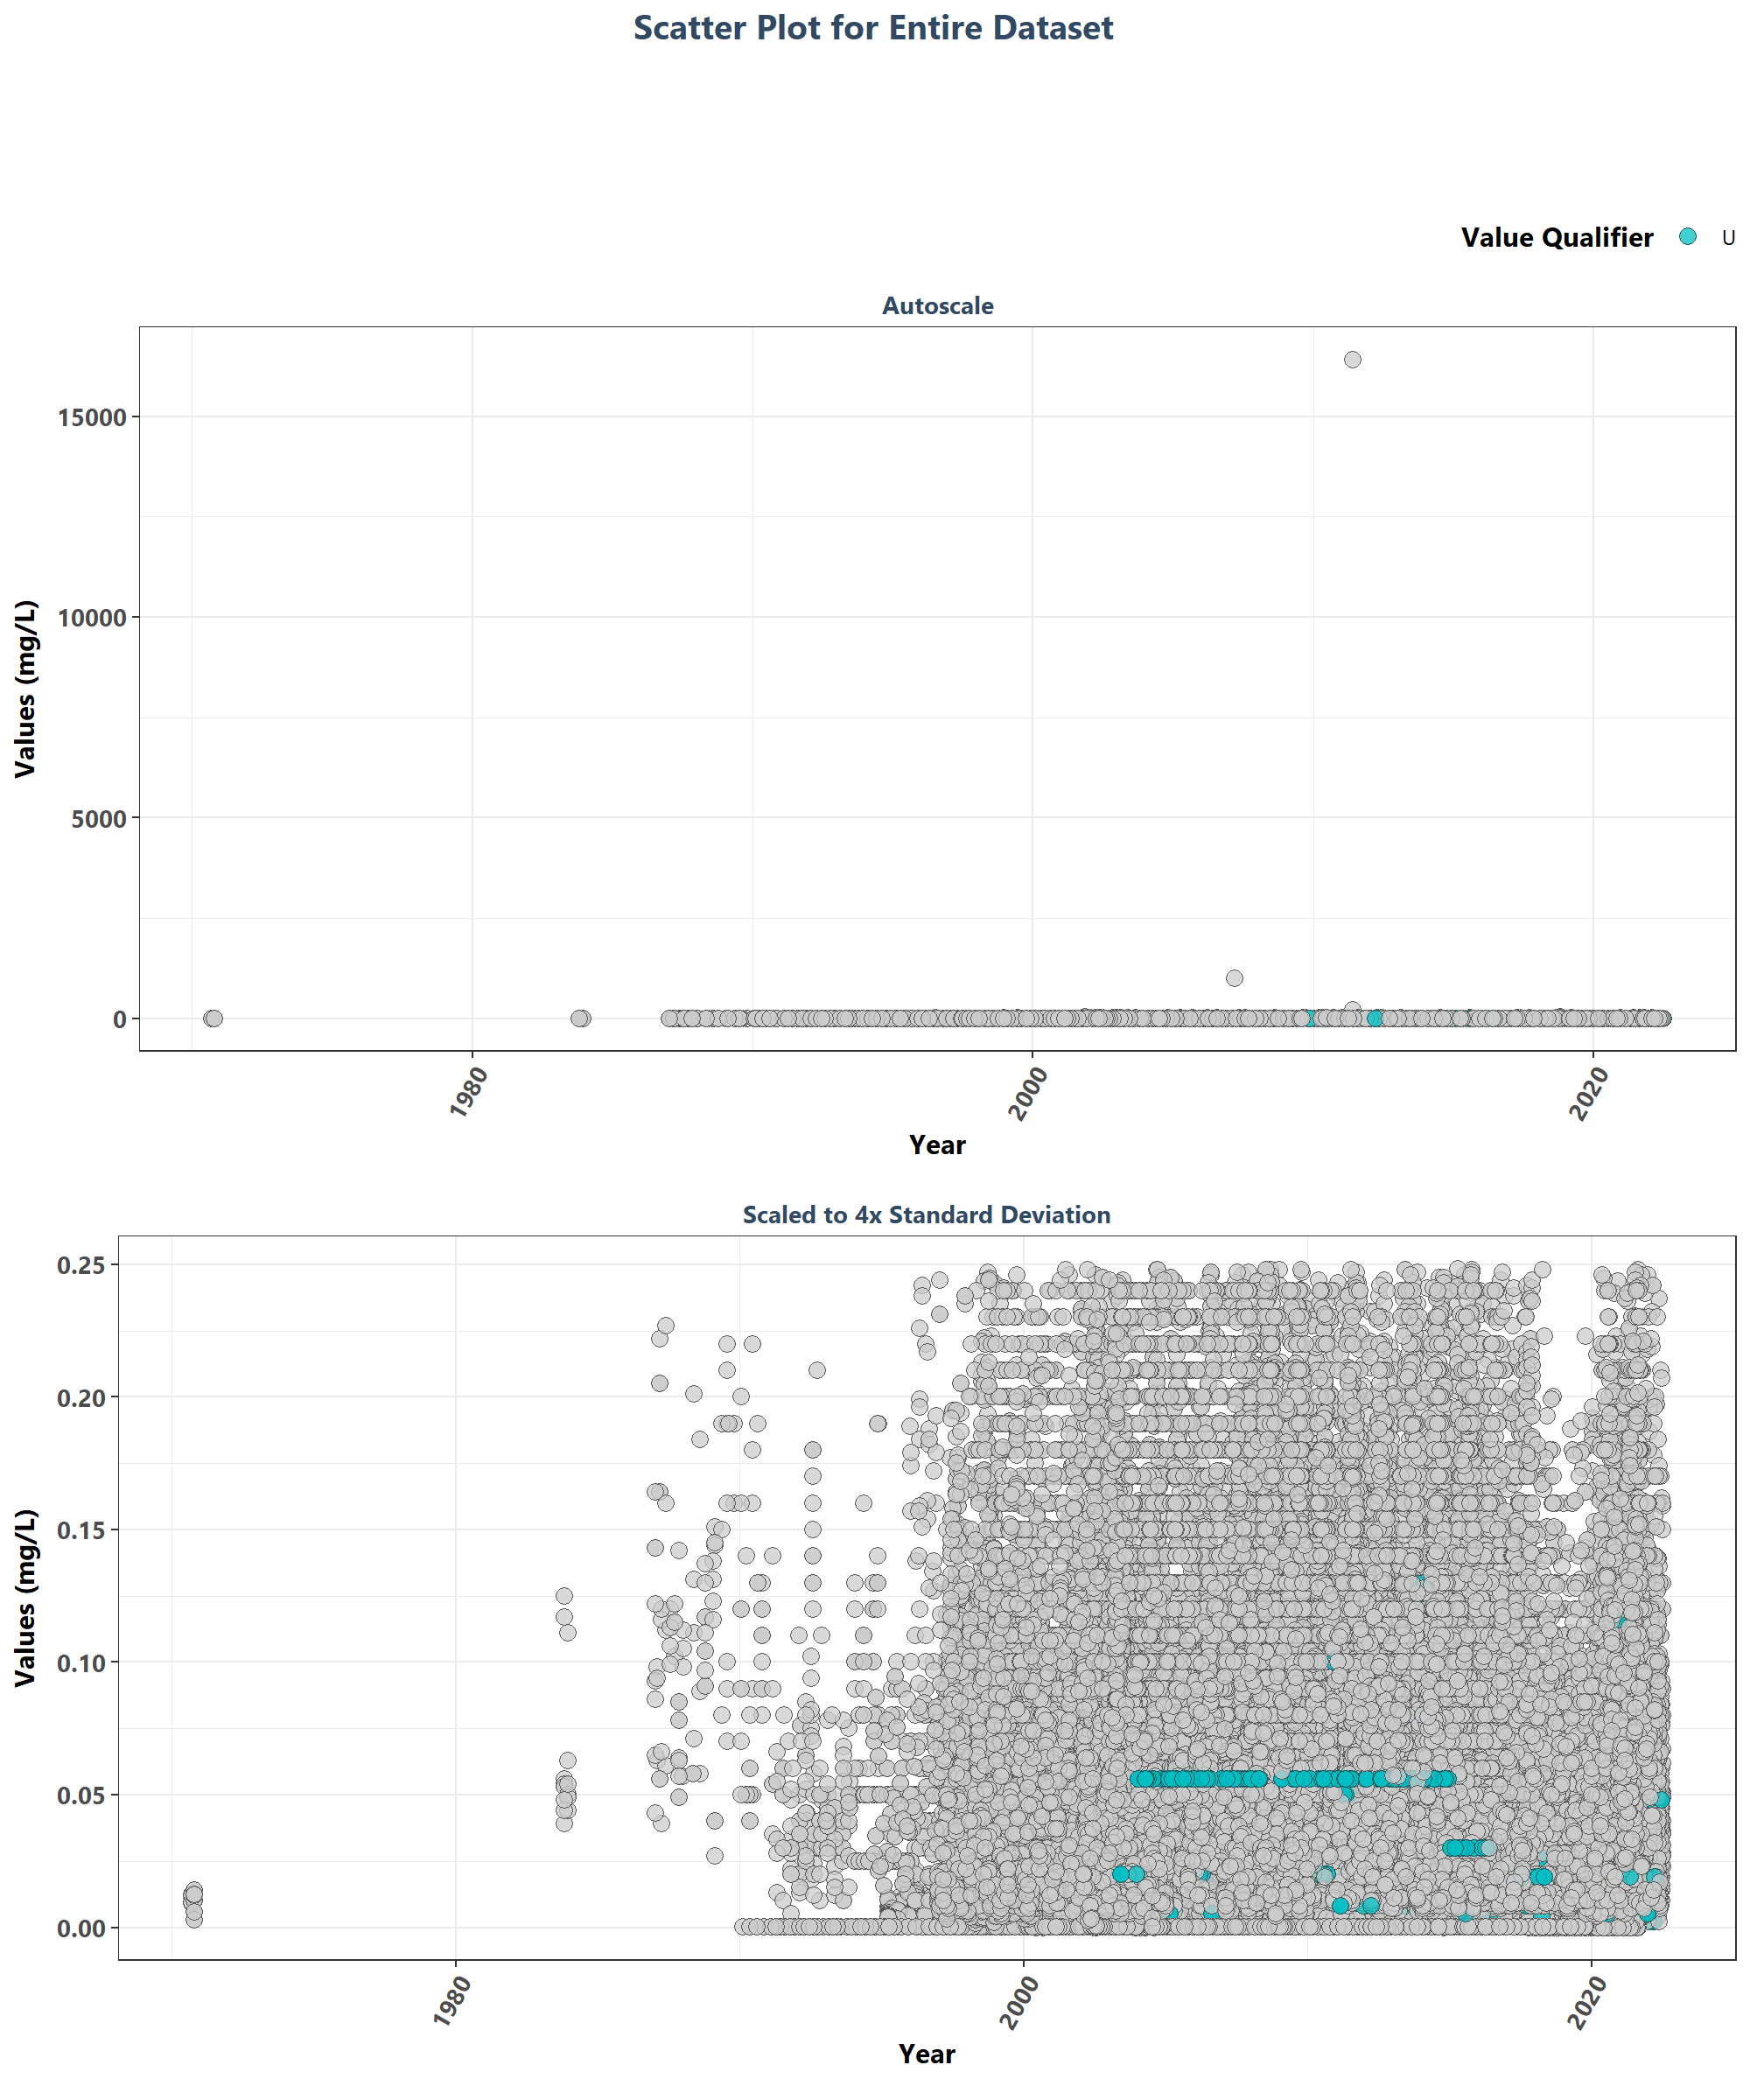 Scatter Plot for Entire Dataset
Value Qualifier U
Autoscale
Values (mg/L)
15000
10000
5000
0
1980 2000 2020
Year
Scaled to 4x Standard Deviation
Values (mg/L)
0.25
0.20
0.15
0.10
0.05
0.00
1980 2000 2020
Year